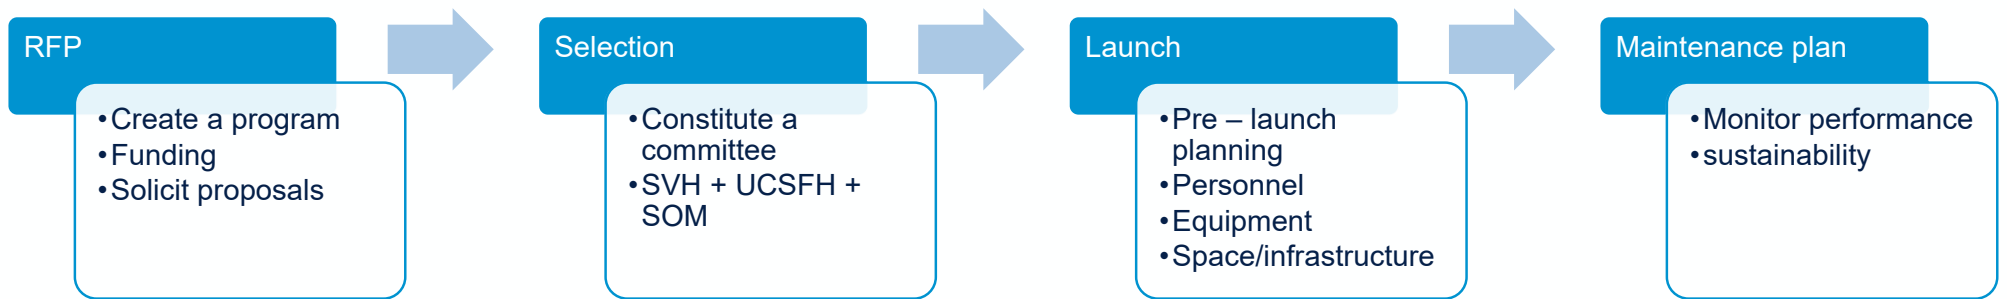 RFP
•Create a program
•Funding
•Solicit proposals
Selection
•Constitute a
committee
•SVH + UCSFH +
SOM
Launch
•Pre – launch
planning
•Personnel
•Equipment
•Space/infrastructure
Maintenance plan
•Monitor performance
•sustainability